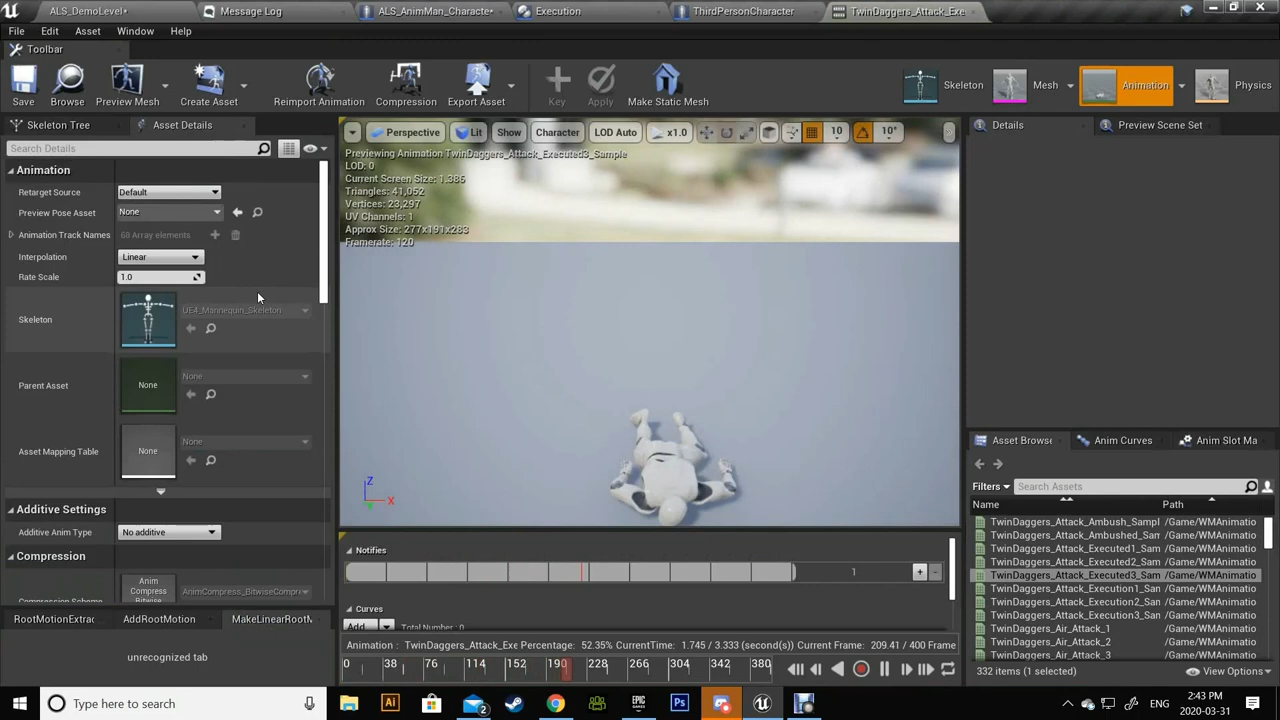 ALS_DemoLevel•
Message Log
ALS_AnimMan_Characte•
Execution
ThirdPersonCharacter
TwinDaggers_Attack_Exe
File Edit Asset Window Help
Toolbar
Save
Browse
Preview Mesh
Create Asset
Reimport Animation
Compression
Export Asset
Key
Apply
Make Static Mesh
Skeleton
Mesh
Animation
Physics
Skeleton Tree
Asset Details
Search Details
Animation
Retarget Source Default
Preview Pose Asset None
Animation Track Names 68 Array elements
Interpolation Linear
Rate Scale 1.0
Skeleton UE4_Mannequin_Skeleton
Parent Asset None None
Asset Mapping Table None None
Additive Settings
Additive Anim Type No additive
Compression
Anim
Compress
Bitwise
AnimCompress_BitwiseCompr
RootMotionExtrac AddRootMotion MakeLinearRootM
unrecognized tab
Perspective Lit Show Character LOD Auto x1.0 10 10°
Previewing Animation TwinDaggers_Attack_Executed3_Sample
LOD: 0
Current Screen Size: 1.386
Triangles: 41,052
Vertices: 23,297
UV Channels: 1
Approx Size: 277x191x283
Framerate: 120
Z
X
Notifies
1
Curves
Add... Total Number : 0
Animation : TwinDaggers_Attack_Exe Percentage: 52.35% CurrentTime: 1.745 / 3.333 (second(s)) Current Frame: 209.41 / 400 Frame
0 38 76 114 152 190 228 266 304 342 380
Details
Preview Scene Set
Asset Browse
Anim Curves
Anim Slot Ma
Filters Search Assets
Name Path
TwinDaggers_Attack_Ambush_Sampl /Game/WMAnimatio
TwinDaggers_Attack_Ambushed_Sam /Game/WMAnimatio
TwinDaggers_Attack_Executed1_Sam /Game/WMAnimatio
TwinDaggers_Attack_Executed2_Sam /Game/WMAnimatio
TwinDaggers_Attack_Executed3_Sam /Game/WMAnimatio
TwinDaggers_Attack_Execution1_Sam /Game/WMAnimatio
TwinDaggers_Attack_Execution2_Sam /Game/WMAnimatio
TwinDaggers_Attack_Execution3_Sam /Game/WMAnimatio
TwinDaggers_Air_Attack_1 /Game/WMAnimatio
TwinDaggers_Air_Attack_2 /Game/WMAnimatio
TwinDaggers_Air_Attack_3 /Game/WMAnimatio
332 items (1 selected) View Options
Type here to search
EPIC
GAMES
Ai
Ps
ENG
2:43 PM
2020-03-31